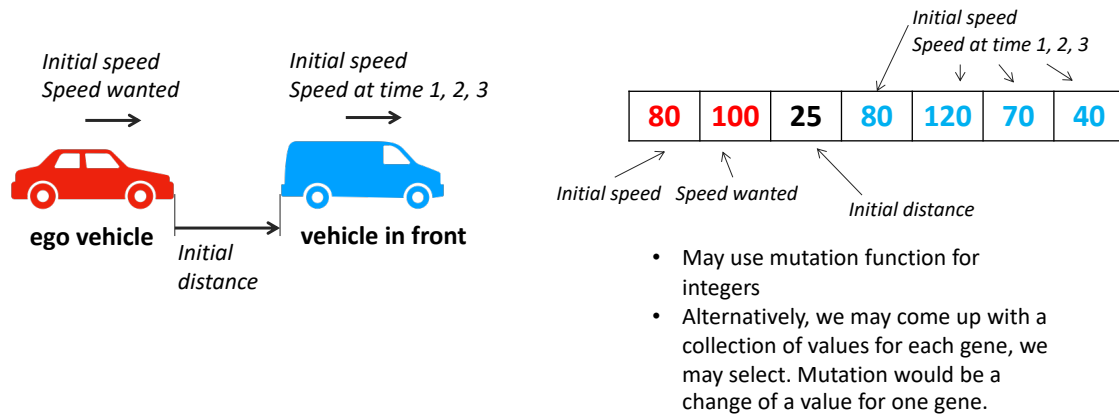 Initial speed
Speed wanted
Initial speed
Speed at time 1, 2, 3
ego vehicle
vehicle in front
Initial
distance
Initial speed
Speed at time 1, 2, 3
80 100 25 80 120 70 40
Initial speed
Speed wanted
Initial distance
• May use mutation function for
integers
• Alternatively, we may come up with a
collection of values for each gene, we
may select. Mutation would be a
change of a value for one gene.